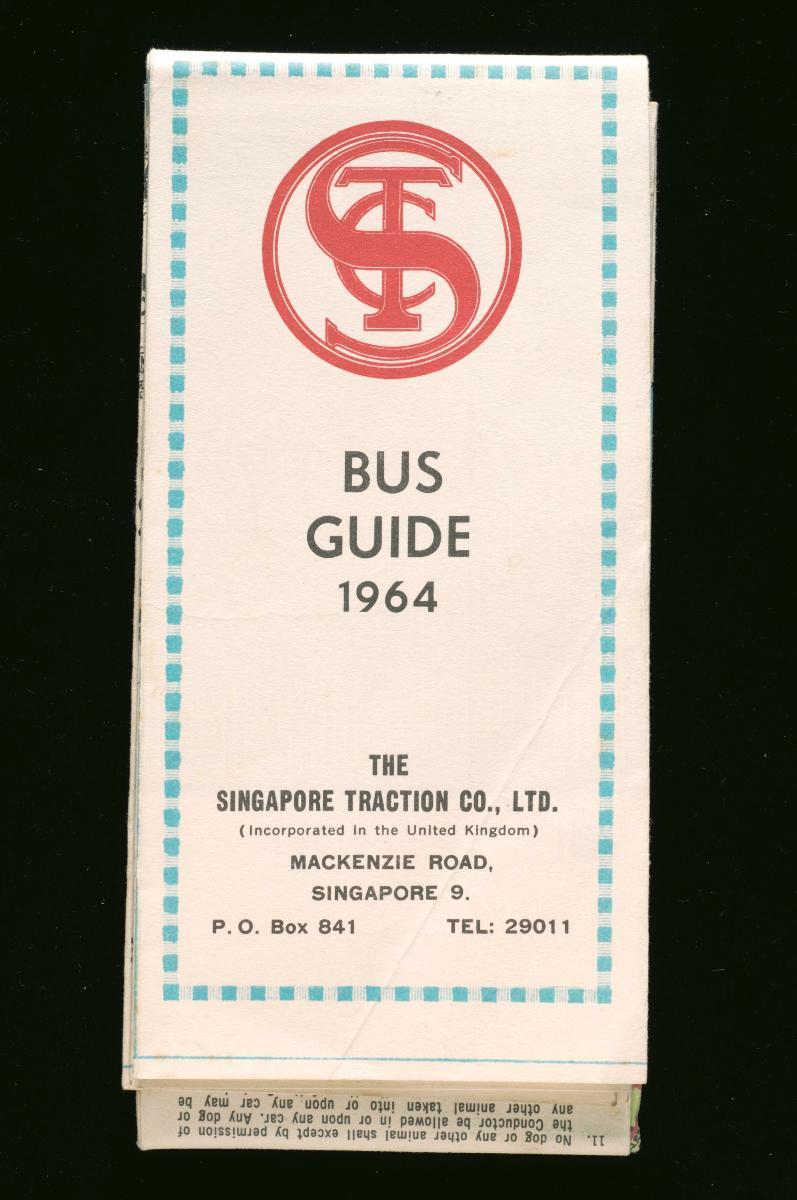 STC
BUS
GUIDE
1964
THE
SINGAPORE TRACTION CO., LTD.
(Incorporated in the United Kingdom)
MACKENZIE ROAD,
SINGAPORE 9.
P. O. Box 841 TEL: 29011
11. No dog or any other animal shall except by permission of
the Conductor be allowed in or upon any car. Any dog or
any other animal taken into or upon any car may be